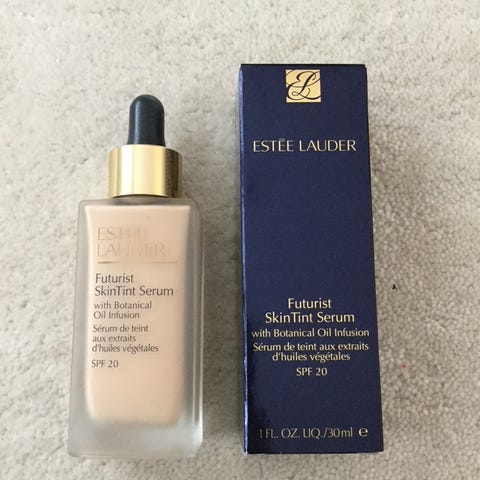 ESTĒE
LAUDER
Futurist
SkinTint Serum
with Botanical
Oil Infusion
Sérum de teint
aux extraits
d'huiles végétales
SPF 20
EL
ESTĒE LAUDER
Futurist
SkinTint Serum
with Botanical Oil Infusion
Sérum de teint aux extraits
d'huiles végétales
SPF 20
1 FL. OZ. LIQ./30ml ℮